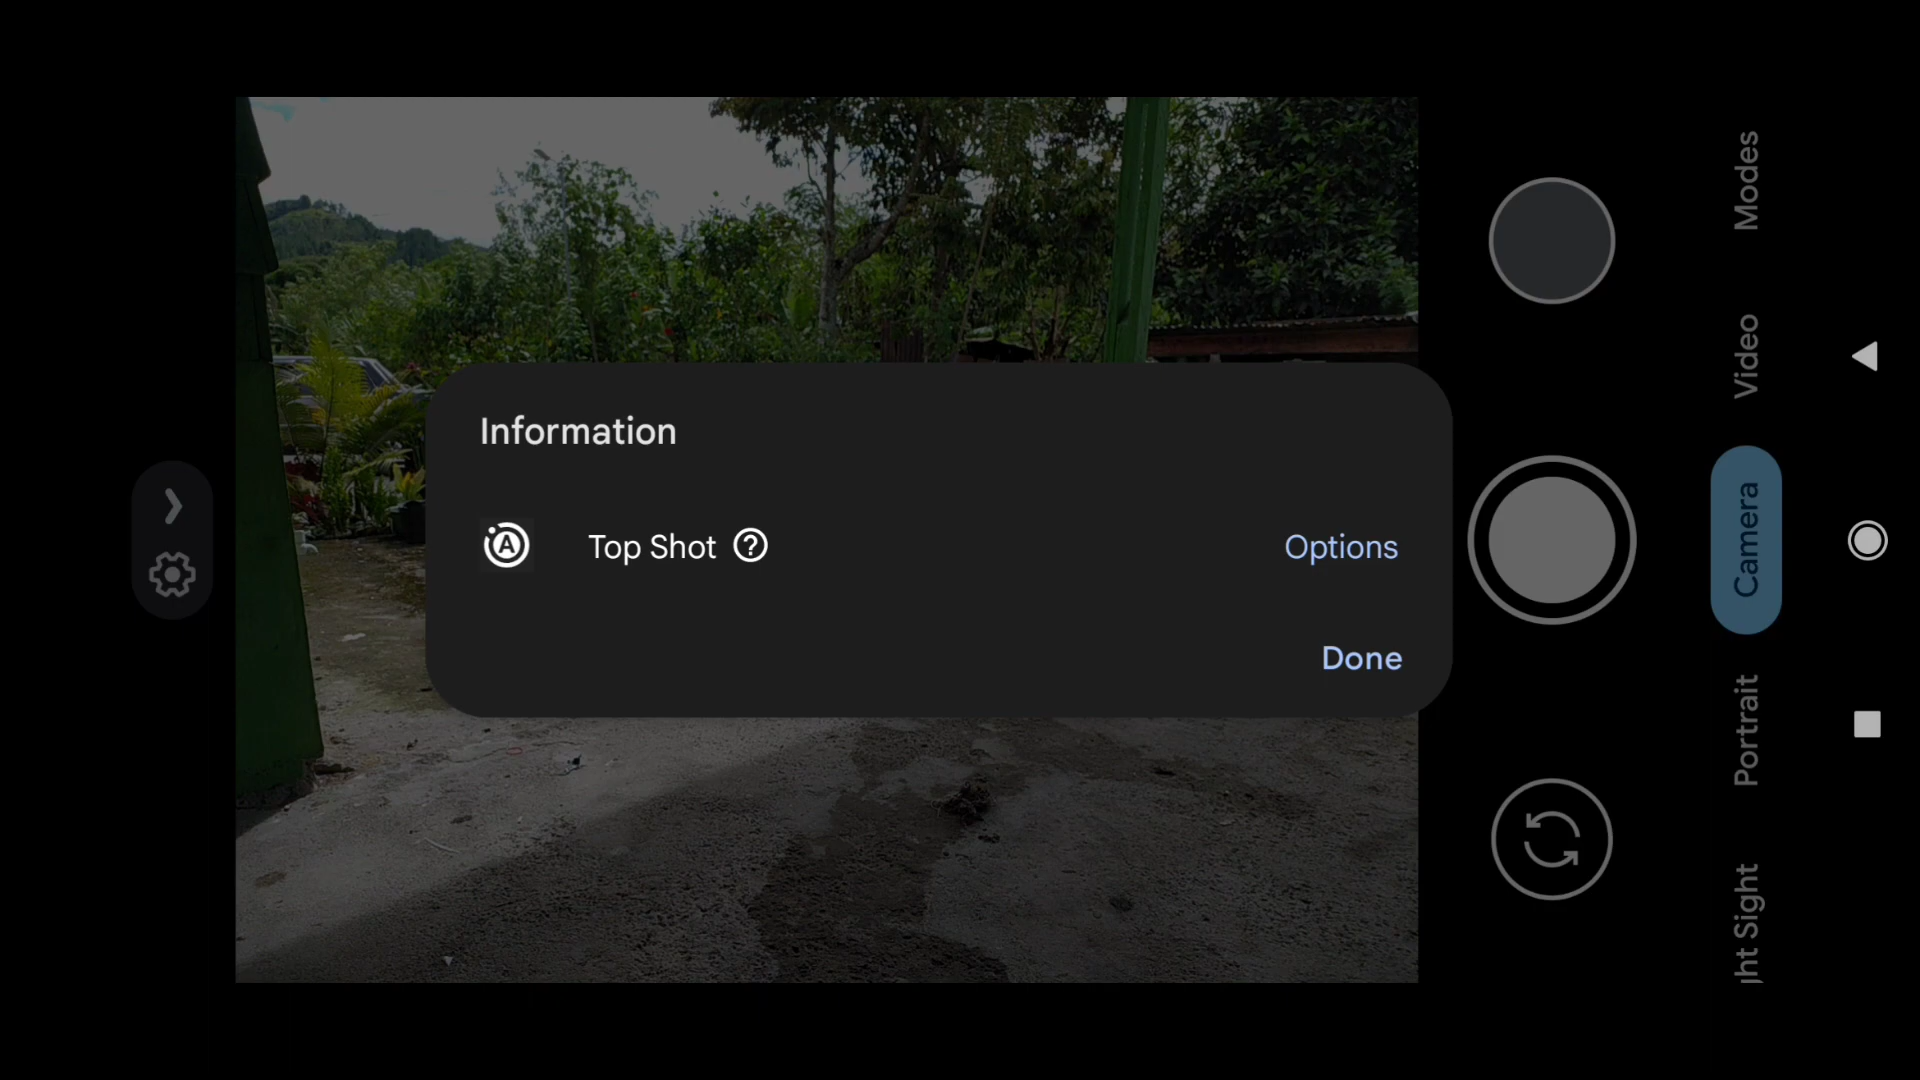 Information
Top Shot
Options
Done
Modes
Video
Camera
Portrait
ht Sight